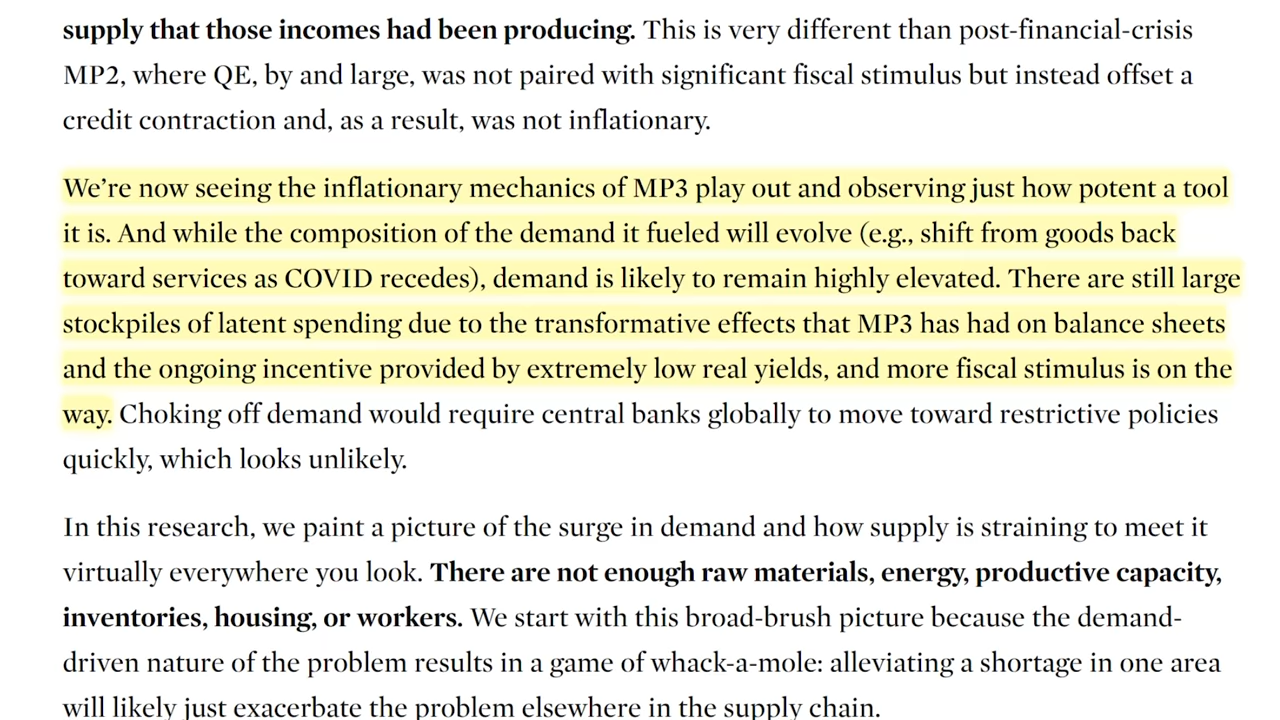 supply that those incomes had been producing. This is very different than post-financial-crisis
MP2, where QE, by and large, was not paired with significant fiscal stimulus but instead offset a
credit contraction and, as a result, was not inflationary.
We’re now seeing the inflationary mechanics of MP3 play out and observing just how potent a tool
it is. And while the composition of the demand it fueled will evolve (e.g., shift from goods back
toward services as COVID recedes), demand is likely to remain highly elevated. There are still large
stockpiles of latent spending due to the transformative effects that MP3 has had on balance sheets
and the ongoing incentive provided by extremely low real yields, and more fiscal stimulus is on the
way. Choking off demand would require central banks globally to move toward restrictive policies
quickly, which looks unlikely.
In this research, we paint a picture of the surge in demand and how supply is straining to meet it
virtually everywhere you look. There are not enough raw materials, energy, productive capacity,
inventories, housing, or workers. We start with this broad-brush picture because the demand-
driven nature of the problem results in a game of whack-a-mole: alleviating a shortage in one area
will likely just exacerbate the problem elsewhere in the supply chain.